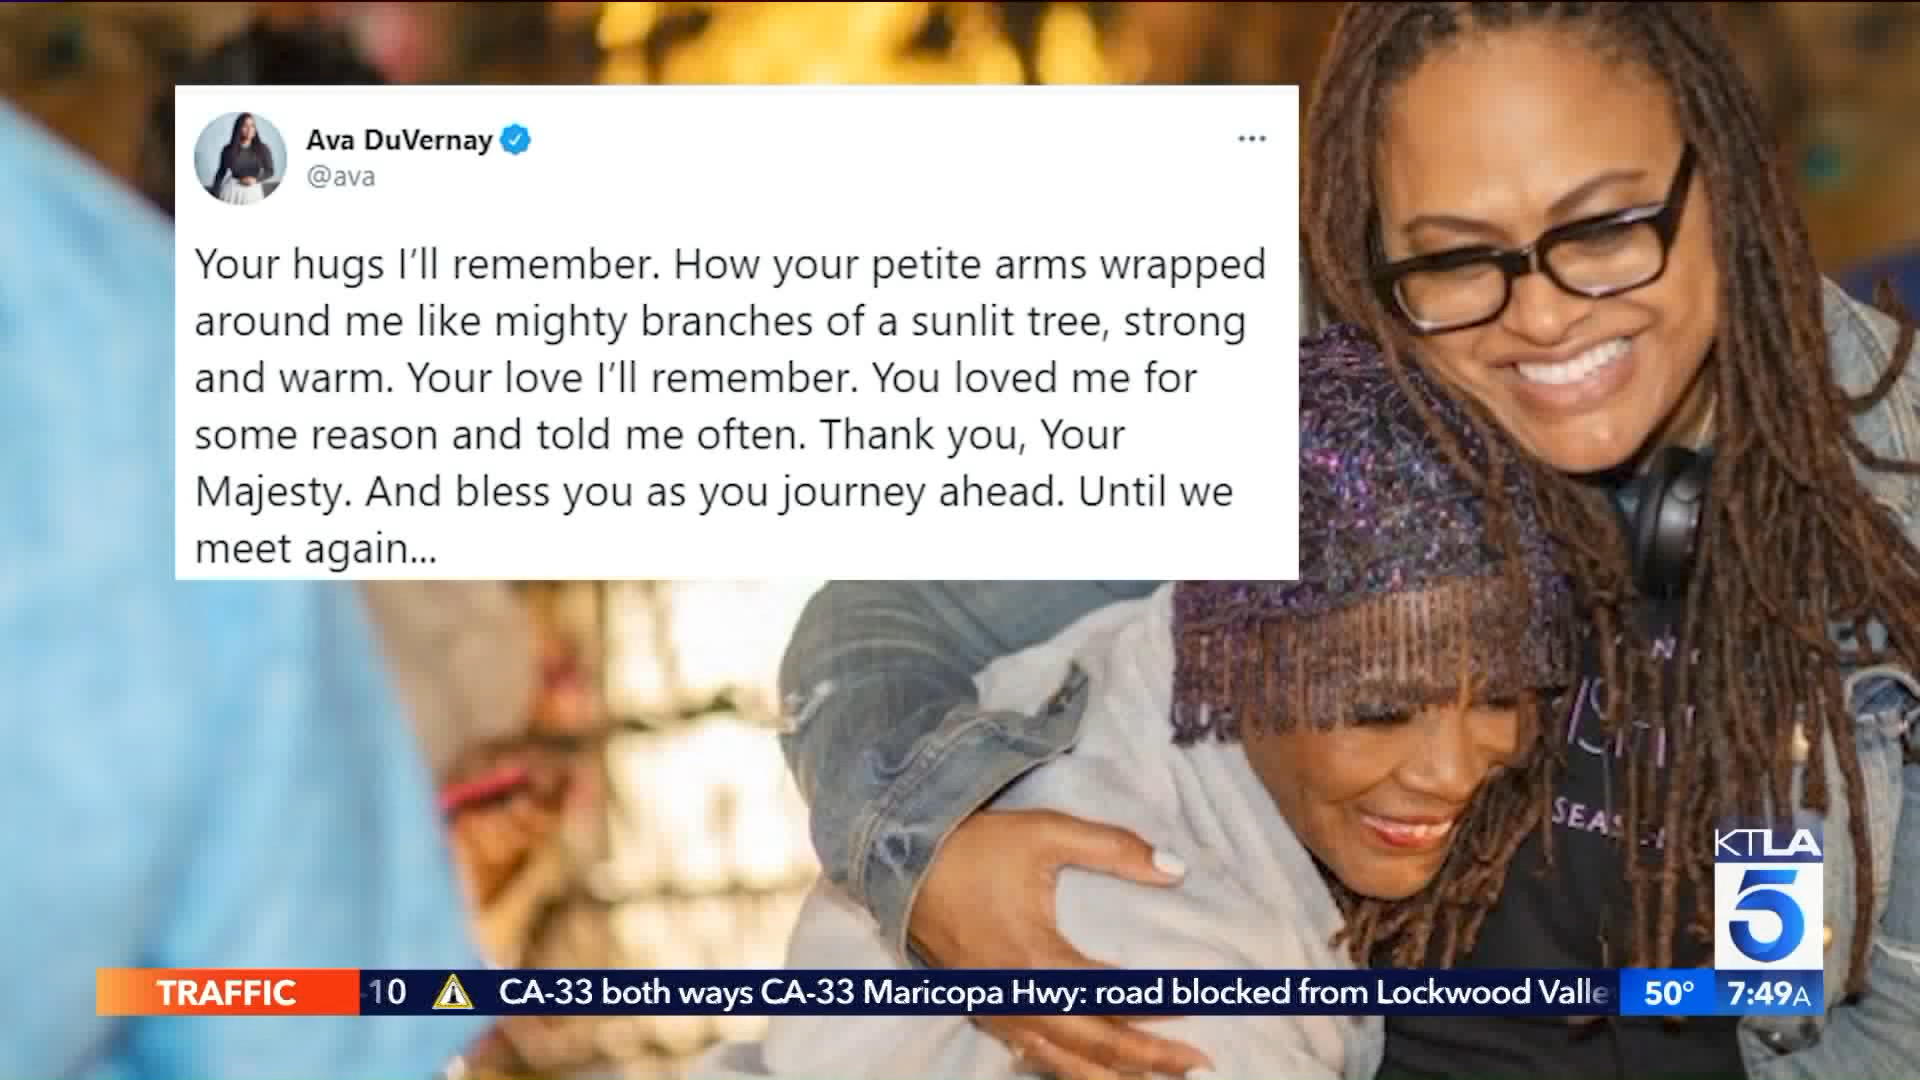 Ava DuVernay
@ava
Your hugs I’ll remember. How your petite arms wrapped
around me like mighty branches of a sunlit tree, strong
and warm. Your love I’ll remember. You loved me for
some reason and told me often. Thank you, Your
Majesty. And bless you as you journey ahead. Until we
meet again...
KTLA
5
TRAFFIC
-10 CA-33 both ways CA-33 Maricopa Hwy: road blocked from Lockwood Valle
50° 7:49A